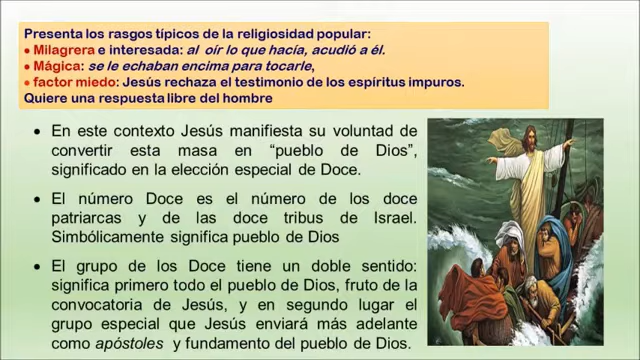 Presenta los rasgos típicos de la religiosidad popular:
• Milagrera e interesada: al oír lo que hacía, acudió a él.
• Mágica: se le echaban encima para tocarle,
• factor miedo: Jesús rechaza el testimonio de los espíritus impuros.
Quiere una respuesta libre del hombre
• En este contexto Jesús manifiesta su voluntad de
convertir esta masa en “pueblo de Dios”,
significado en la elección especial de Doce.
• El número Doce es el número de los doce
patriarcas y de las doce tribus de Israel.
Simbólicamente significa pueblo de Dios
• El grupo de los Doce tiene un doble sentido:
significa primero todo el pueblo de Dios, fruto de la
convocatoria de Jesús, y en segundo lugar el
grupo especial que Jesús enviará más adelante
como apóstoles y fundamento del pueblo de Dios.